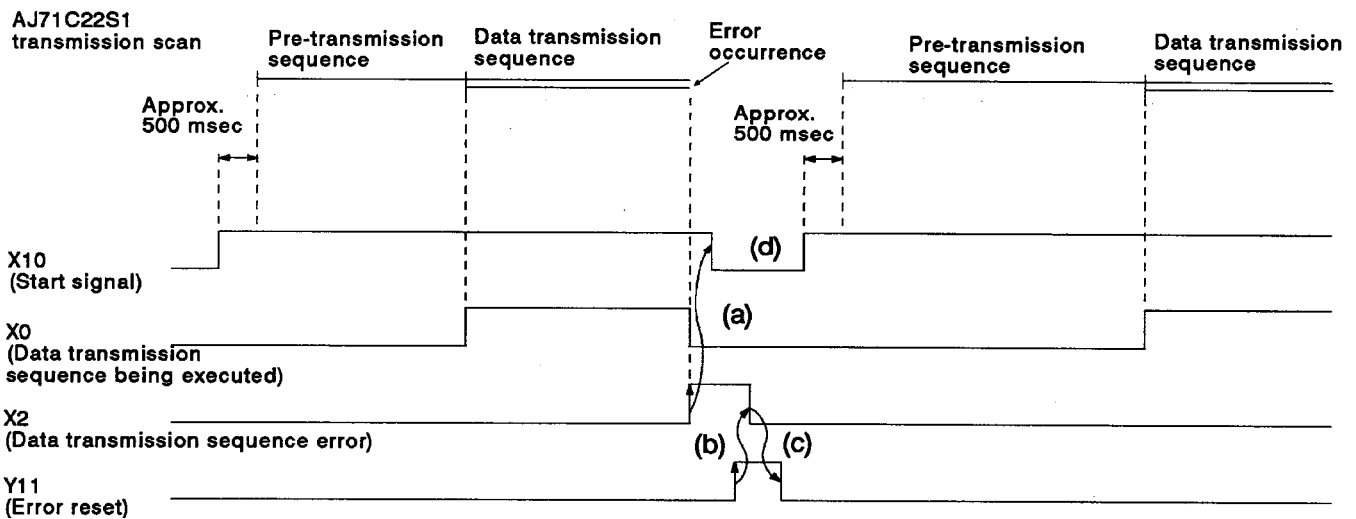 AJ71C22S1
transmission scan
Pre-transmission
sequence
Data transmission
sequence
Error
occurrence
Pre-transmission
sequence
Data transmission
sequence
Approx.
500 msec
Approx.
500 msec
X10
(Start signal)
(d)
(a)
X0
(Data transmission
sequence being executed)
X2
(Data transmission sequence error)
(b)
(c)
Y11
(Error reset)